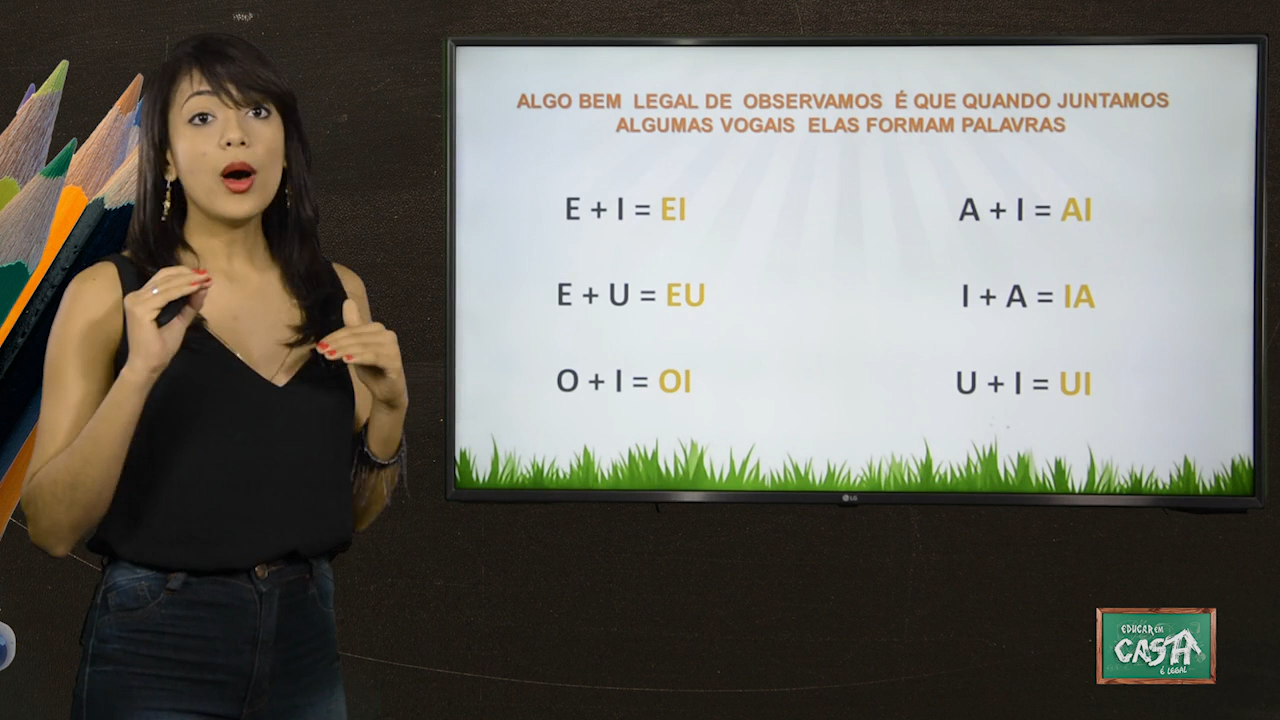 ALGO BEM LEGAL DE OBSERVAMOS É QUE QUANDO JUNTAMOS
ALGUMAS VOGAIS ELAS FORMAM PALAVRAS
E + I = EI
A + I = AI
E + U = EU
I + A = IA
O + I = OI
U + I = UI
LG
EDUCAR EM
CASA
É LEGAL